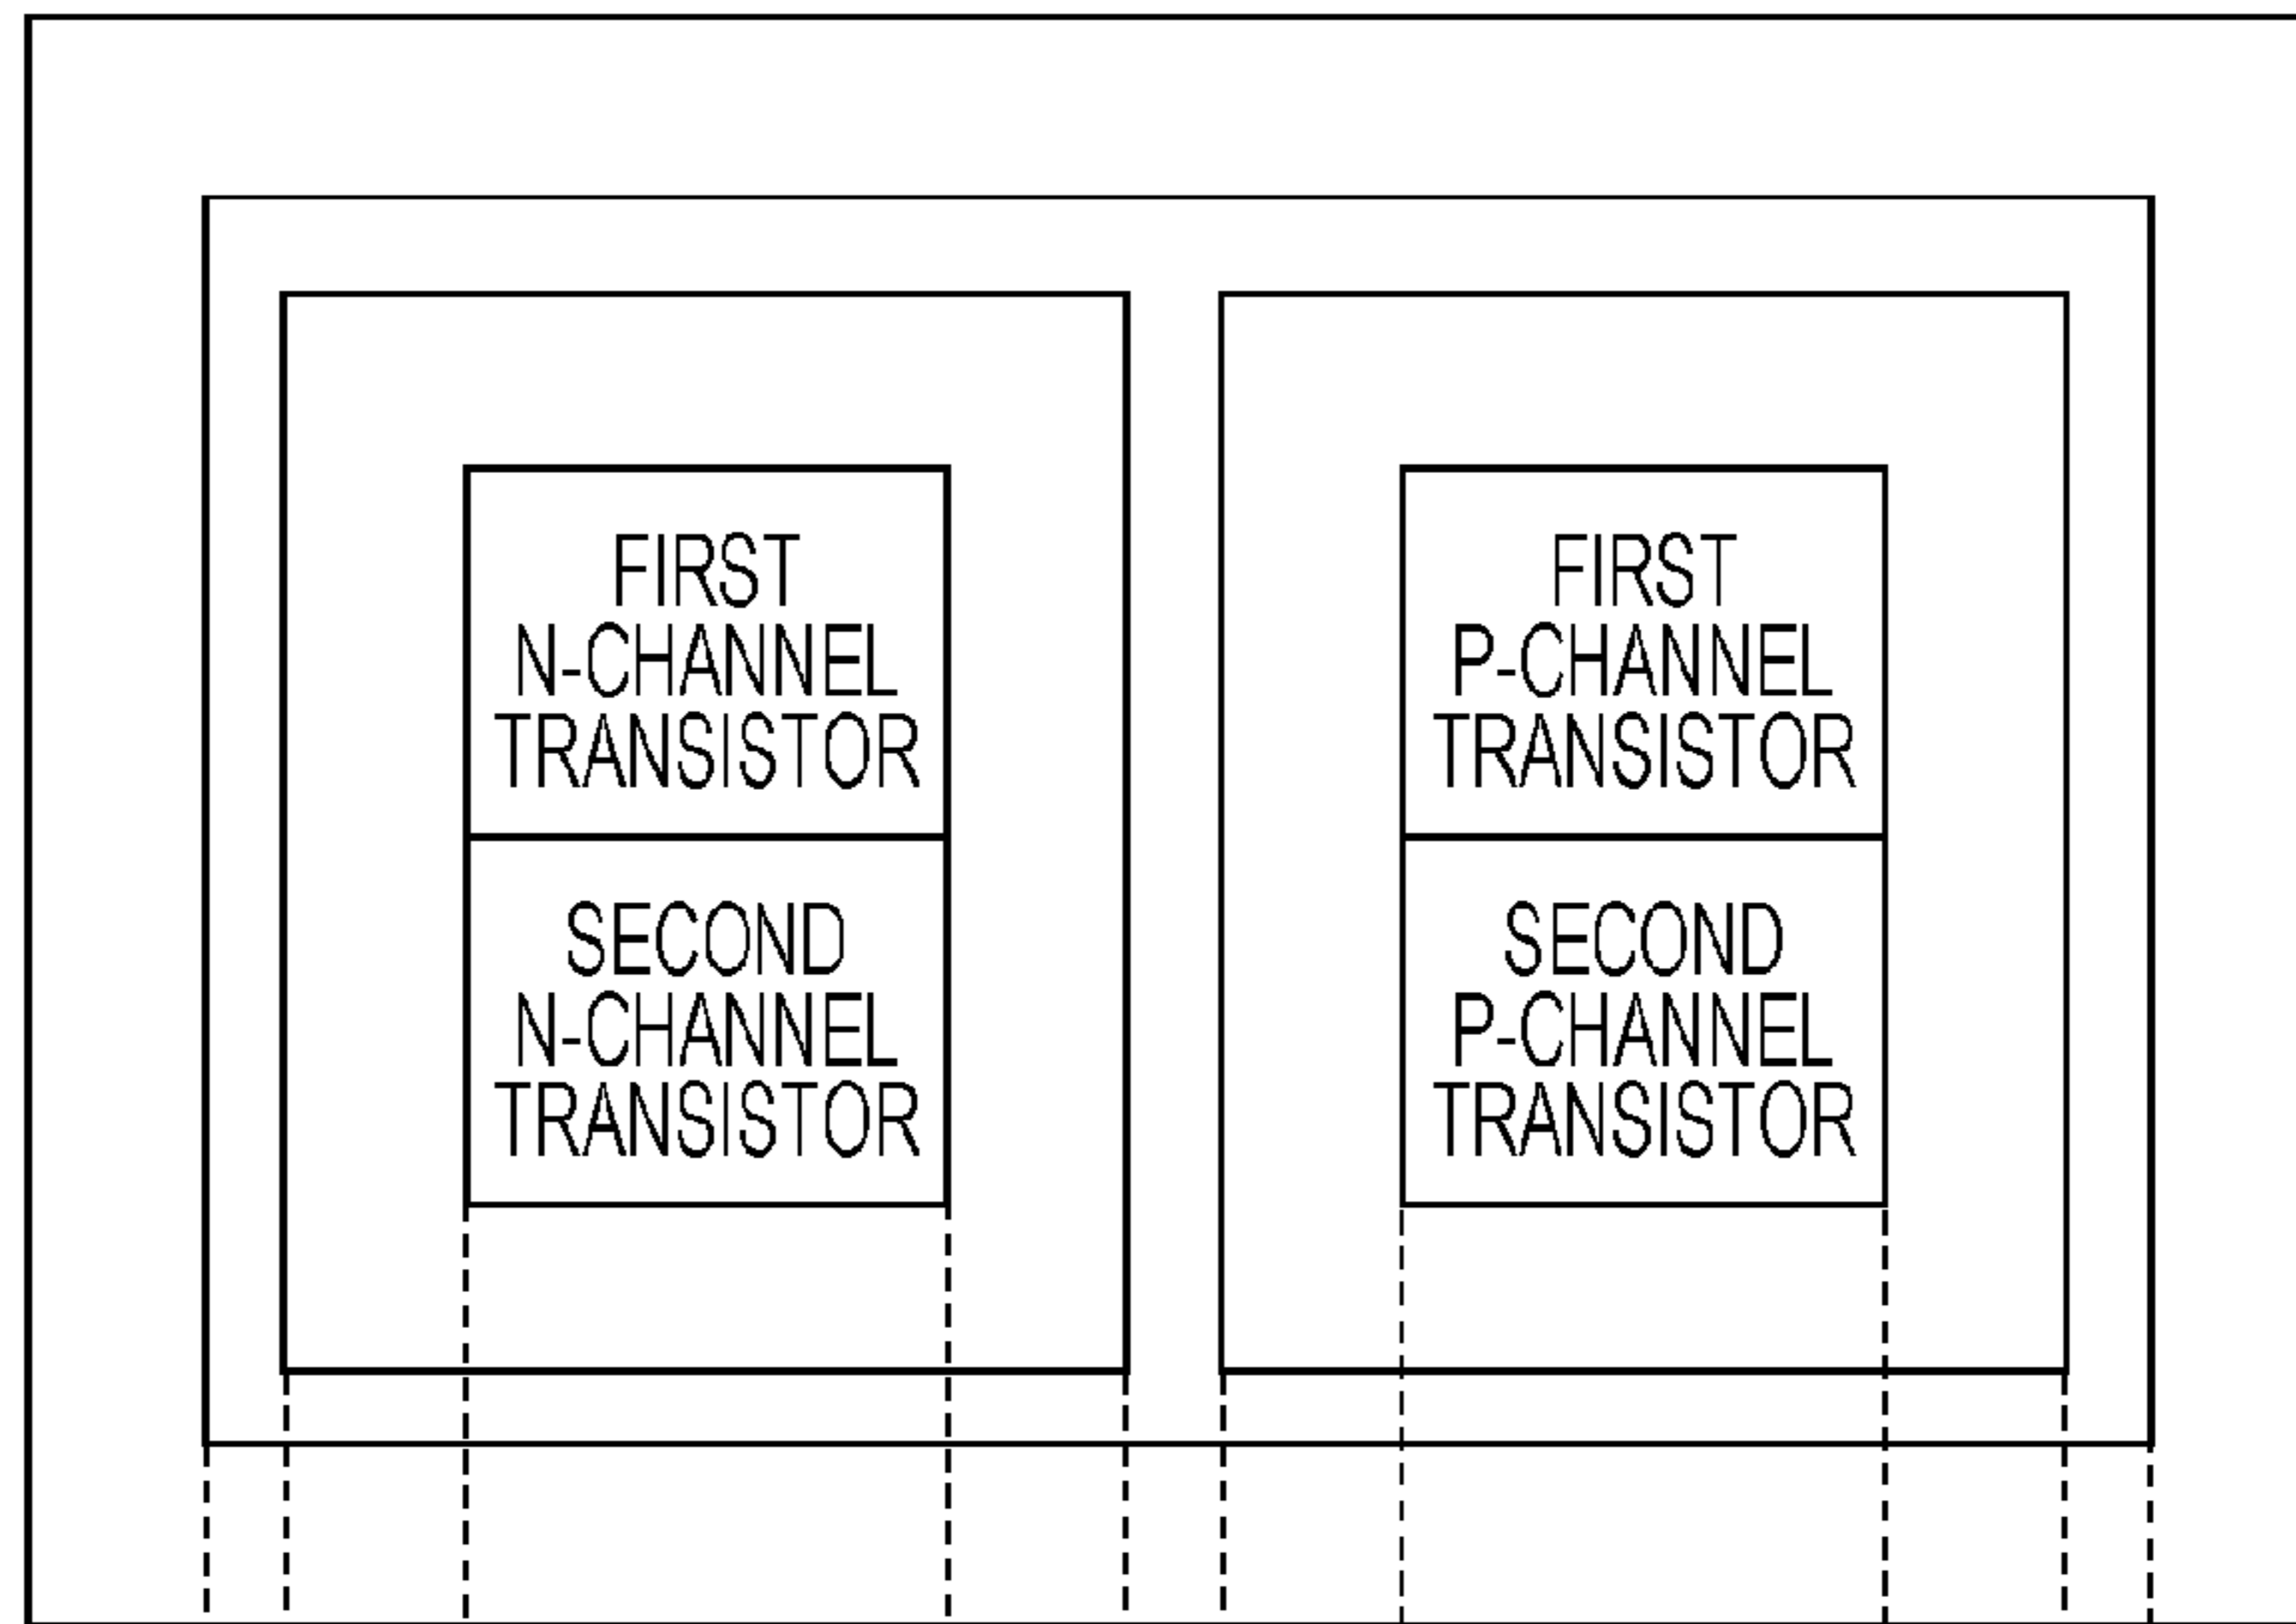 FIRST
N-CHANNEL
TRANSISTOR
SECOND
N-CHANNEL
TRANSISTOR
FIRST
P-CHANNEL
TRANSISTOR
SECOND
P-CHANNEL
TRANSISTOR